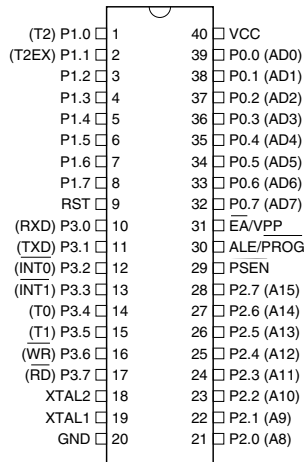 (T2) P1.0 1 40 VCC
(T2EX) P1.1 2 39 P0.0 (AD0)
P1.2 3 38 P0.1 (AD1)
P1.3 4 37 P0.2 (AD2)
P1.4 5 36 P0.3 (AD3)
P1.5 6 35 P0.4 (AD4)
P1.6 7 34 P0.5 (AD5)
P1.7 8 33 P0.6 (AD6)
RST 9 32 P0.7 (AD7)
(RXD) P3.0 10 31 EA/VPP
(TXD) P3.1 11 30 ALE/PROG
(INT0) P3.2 12 29 PSEN
(INT1) P3.3 13 28 P2.7 (A15)
(T0) P3.4 14 27 P2.6 (A14)
(T1) P3.5 15 26 P2.5 (A13)
(WR) P3.6 16 25 P2.4 (A12)
(RD) P3.7 17 24 P2.3 (A11)
XTAL2 18 23 P2.2 (A10)
XTAL1 19 22 P2.1 (A9)
GND 20 21 P2.0 (A8)